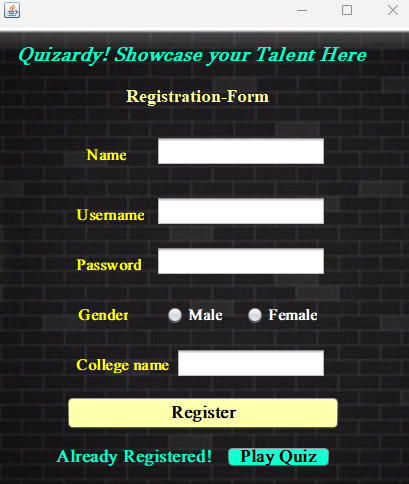 Quizardy! Showcase your Talent Here
Registration-Form
Name
Username
Password
Gender Male Female
College name
Register
Already Registered! Play Quiz